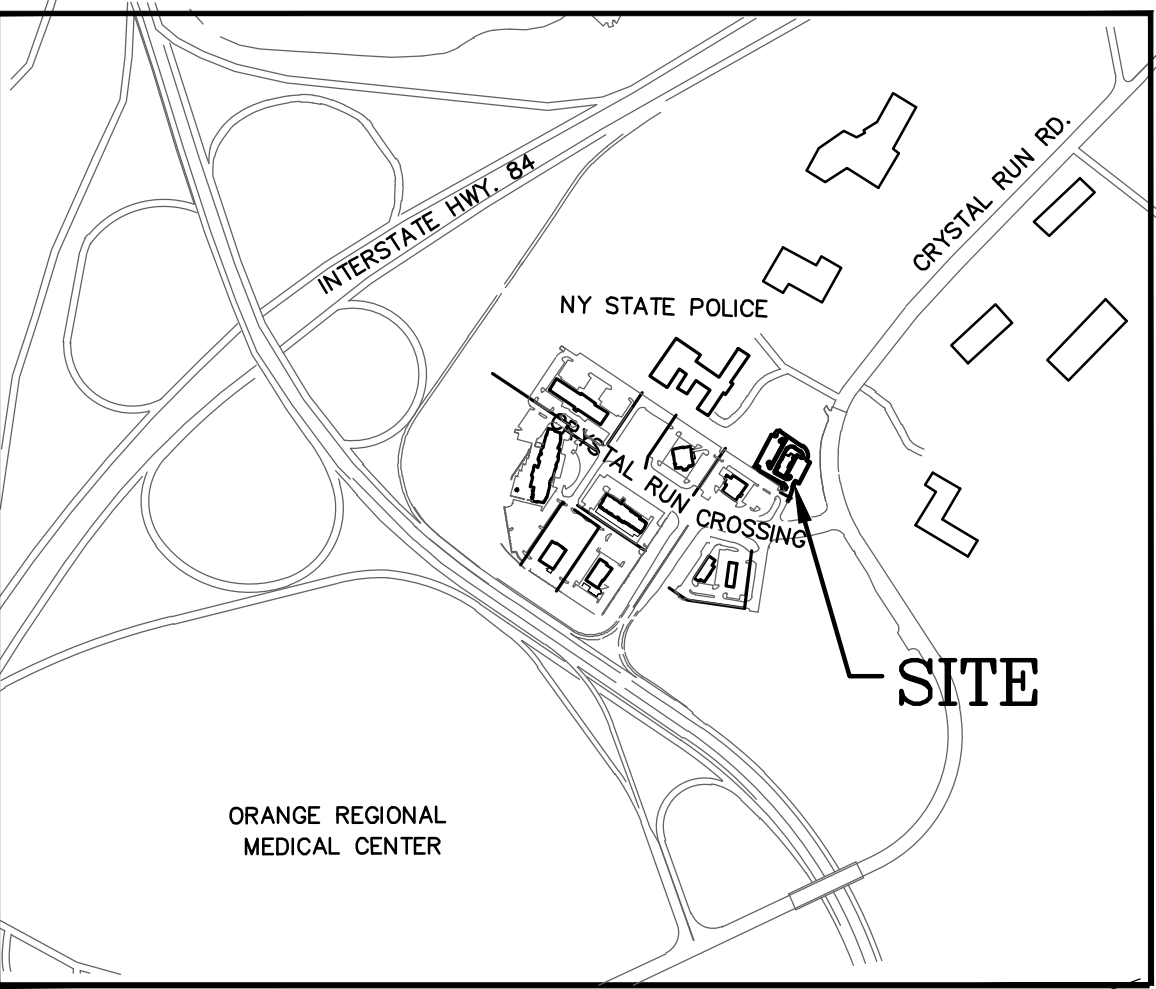 CRYSTAL RUN RD.
INTERSTATE HWY. 84
NY STATE POLICE
CRYSTAL RUN CROSSING
SITE
ORANGE REGIONAL
MEDICAL CENTER